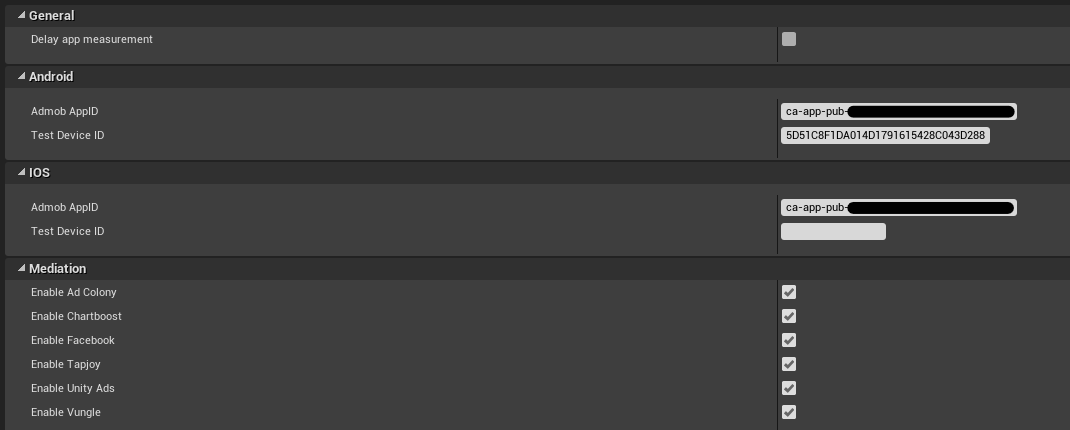 General
Delay app measurement
Android
Admob AppID ca-app-pub-
Test Device ID 5D51C8F1DA014D1791615428C043D288
IOS
Admob AppID ca-app-pub-
Test Device ID
Mediation
Enable Ad Colony
Enable Chartboost
Enable Facebook
Enable Tapjoy
Enable Unity Ads
Enable Vungle